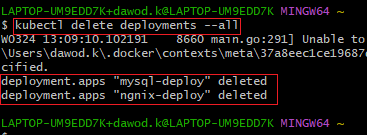 LAPTOP-UM9EDD7K+dawod.k@LAPTOP-UM9EDD7K MINGW64 ~
$ kubectl delete deployments --all
W0324 13:09:10.102191    8660 main.go:291] Unable to
\Users\dawod.k\.docker\contexts\meta\37a8eec1ce19687
cified.
deployment.apps "mysql-deploy" deleted
deployment.apps "ngnix-deploy" deleted
LAPTOP-UM9EDD7K+dawod.k@LAPTOP-UM9EDD7K MINGW64 ~